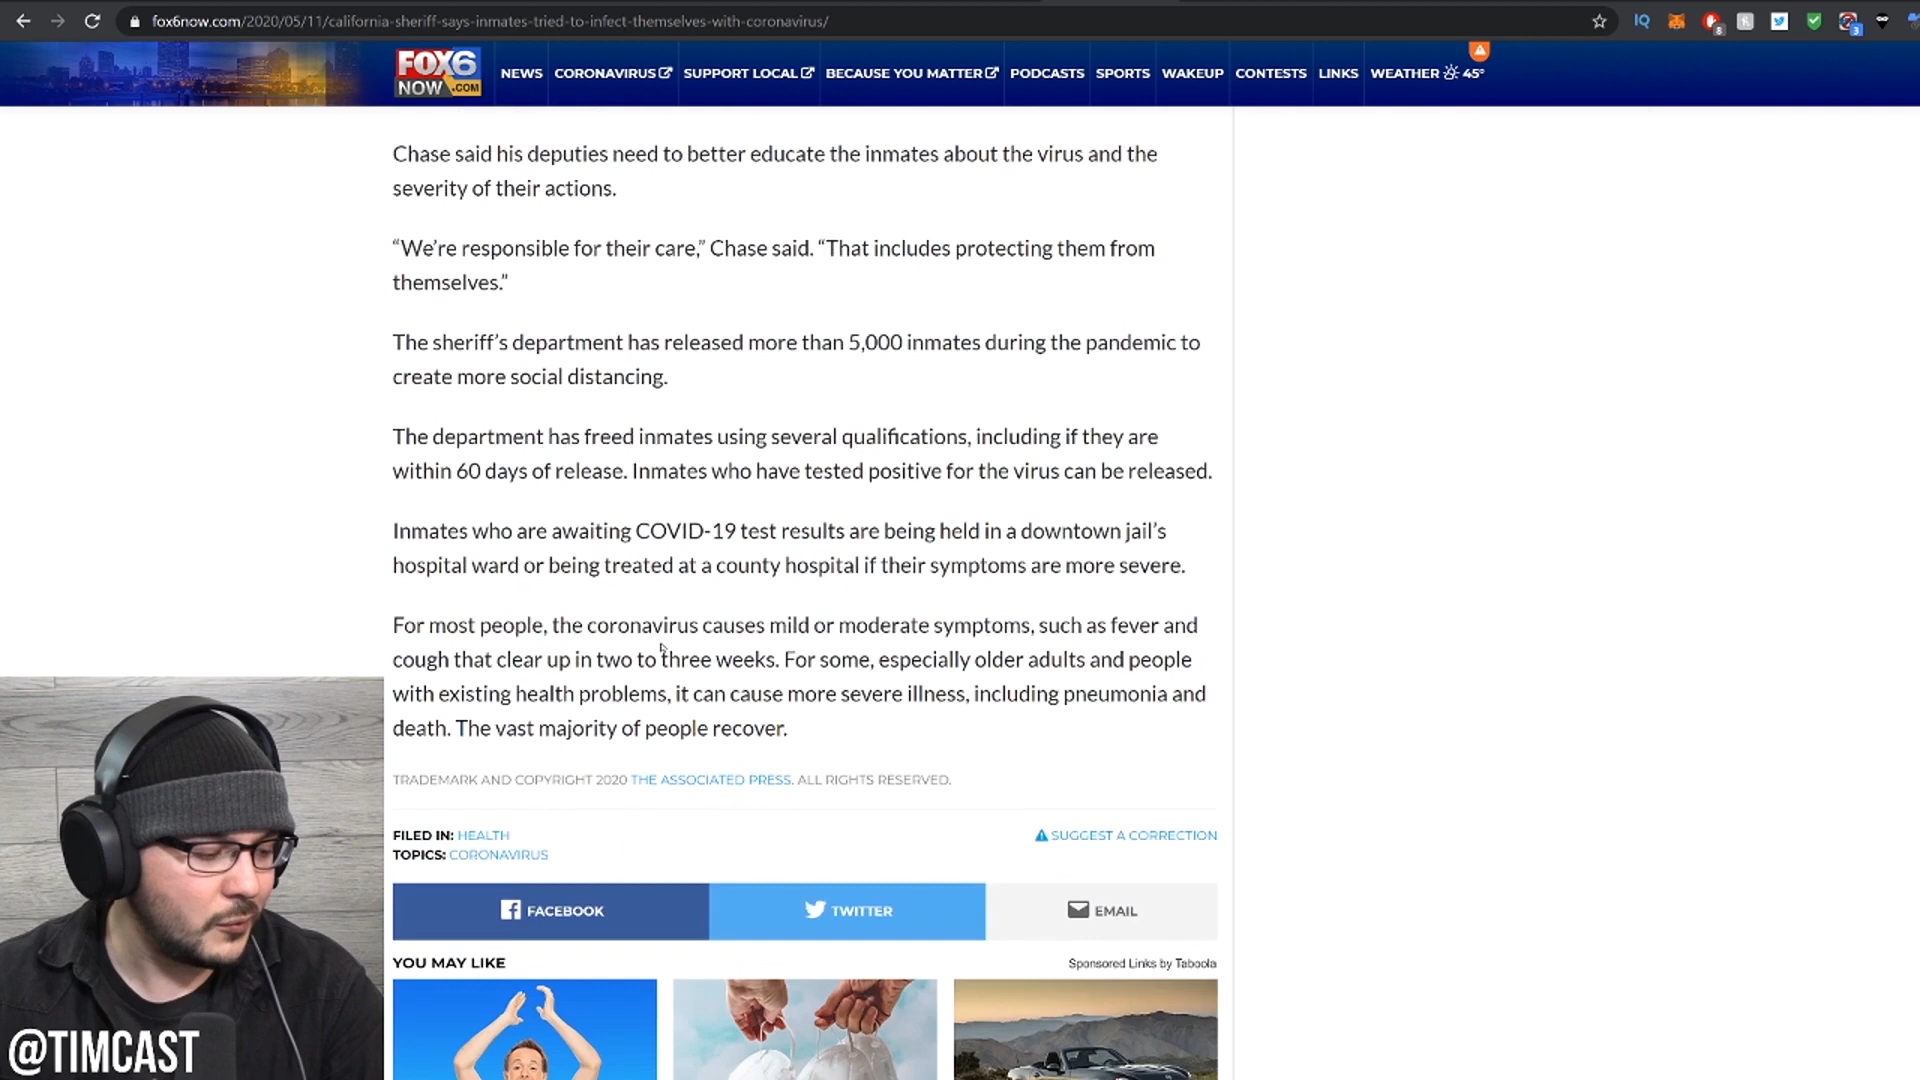 fox6now.com/2020/05/11/california-sheriff-says-inmates-tried-to-infect-themselves-with-coronavirus/
IQ
8
3
FOX6
NOW .COM
NEWS CORONAVIRUS SUPPORT LOCAL BECAUSE YOU MATTER PODCASTS SPORTS WAKEUP CONTESTS LINKS WEATHER 45°
Chase said his deputies need to better educate the inmates about the virus and the
severity of their actions.
“We’re responsible for their care,” Chase said. “That includes protecting them from
themselves.”
The sheriff’s department has released more than 5,000 inmates during the pandemic to
create more social distancing.
The department has freed inmates using several qualifications, including if they are
within 60 days of release. Inmates who have tested positive for the virus can be released.
Inmates who are awaiting COVID-19 test results are being held in a downtown jail’s
hospital ward or being treated at a county hospital if their symptoms are more severe.
For most people, the coronavirus causes mild or moderate symptoms, such as fever and
cough that clear up in two to three weeks. For some, especially older adults and people
with existing health problems, it can cause more severe illness, including pneumonia and
death. The vast majority of people recover.
TRADEMARK AND COPYRIGHT 2020 THE ASSOCIATED PRESS. ALL RIGHTS RESERVED.
FILED IN: HEALTH
SUGGEST A CORRECTION
TOPICS: CORONAVIRUS
FACEBOOK TWITTER EMAIL
YOU MAY LIKE
Sponsored Links by Taboola
@TIMCAST